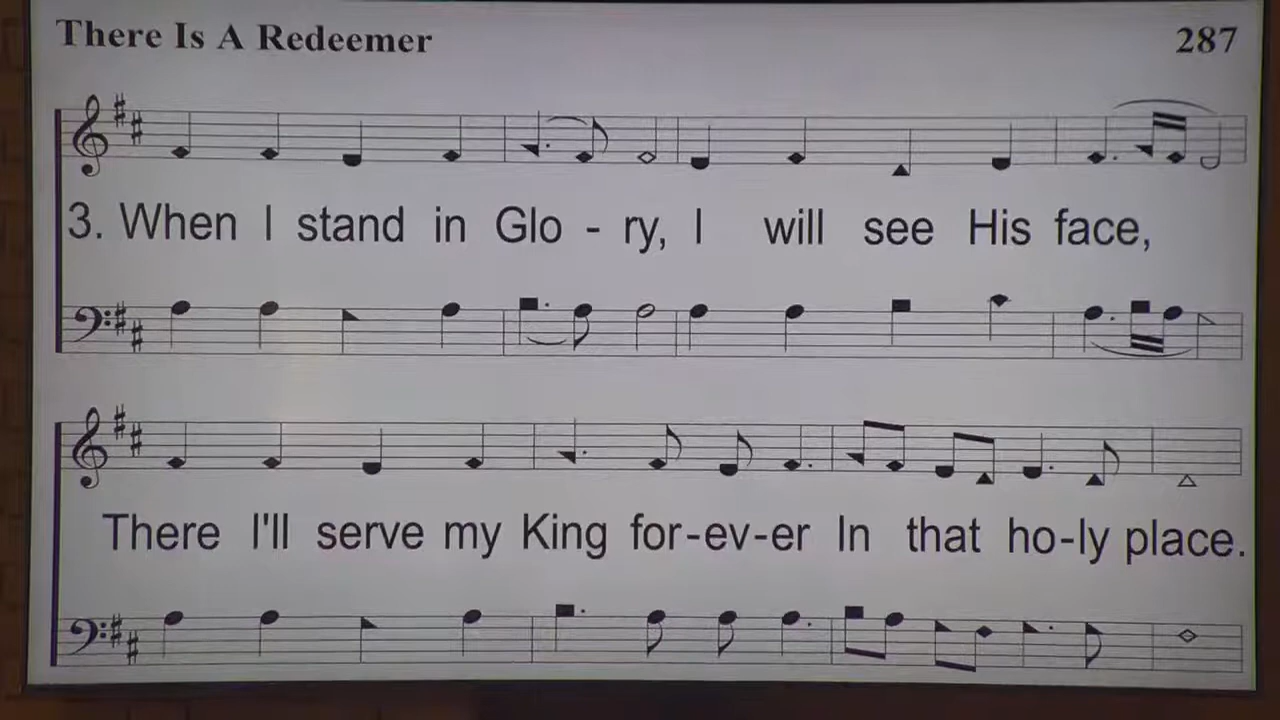 There Is A Redeemer 287
3. When I stand in Glo - ry, I will see His face,
There I'll serve my King for-ev-er In that ho-ly place.